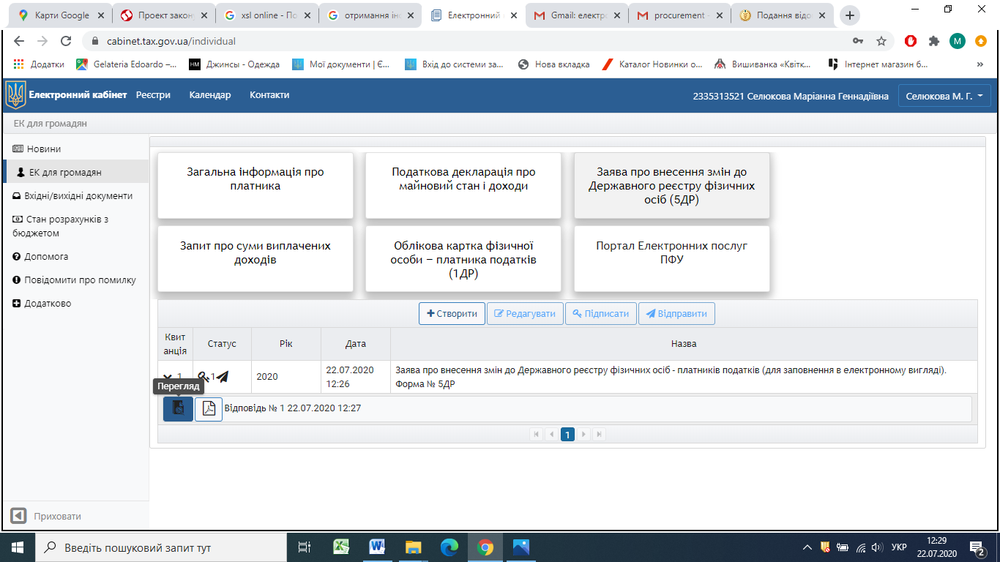 Карти Google
Проект закон
xsl online - По
отримання інс
Електронний
Gmail: електро
procurement -
Подання відо
cabinet.tax.gov.ua/individual
M
Додатки
Gelateria Edoardo –...
HM
Джинсы - Одежда
Мої документи | Є...
Вхід до системи за...
Нова вкладка
Каталог Новинки о...
Вишиванка «Квітк...
Інтернет магазин б...
»
Електронний кабінет
Реєстри
Календар
Контакти
2335313521 Селюкова Маріанна Геннадіївна
Селюкова М. Г.
ЕК для громадян
Новини
ЕК для громадян
Вхідні/вихідні документи
Стан розрахунків з
бюджетом
Допомога
Повідомити про помилку
Додатково
Приховати
Загальна інформація про
платника
Податкова декларація про
майновий стан і доходи
Заява про внесення змін до
Державного реєстру фізичних
осіб (5ДР)
Запит про суми виплачених
доходів
Облікова картка фізичної
особи – платника податків
(1ДР)
Портал Електронних послуг
ПФУ
Створити
Редагувати
Підписати
Відправити
Квит
анція
Статус
Рік
Дата
Назва
1
1
2020
22.07.2020
12:26
Заява про внесення змін до Державного реєстру фізичних осіб - платників податків (для заповнення в електронному вигляді).
Форма № 5ДР
Перегляд
Відповідь № 1 22.07.2020 12:27
1
Введіть пошуковий запит тут
УКР
12:29
22.07.2020
2